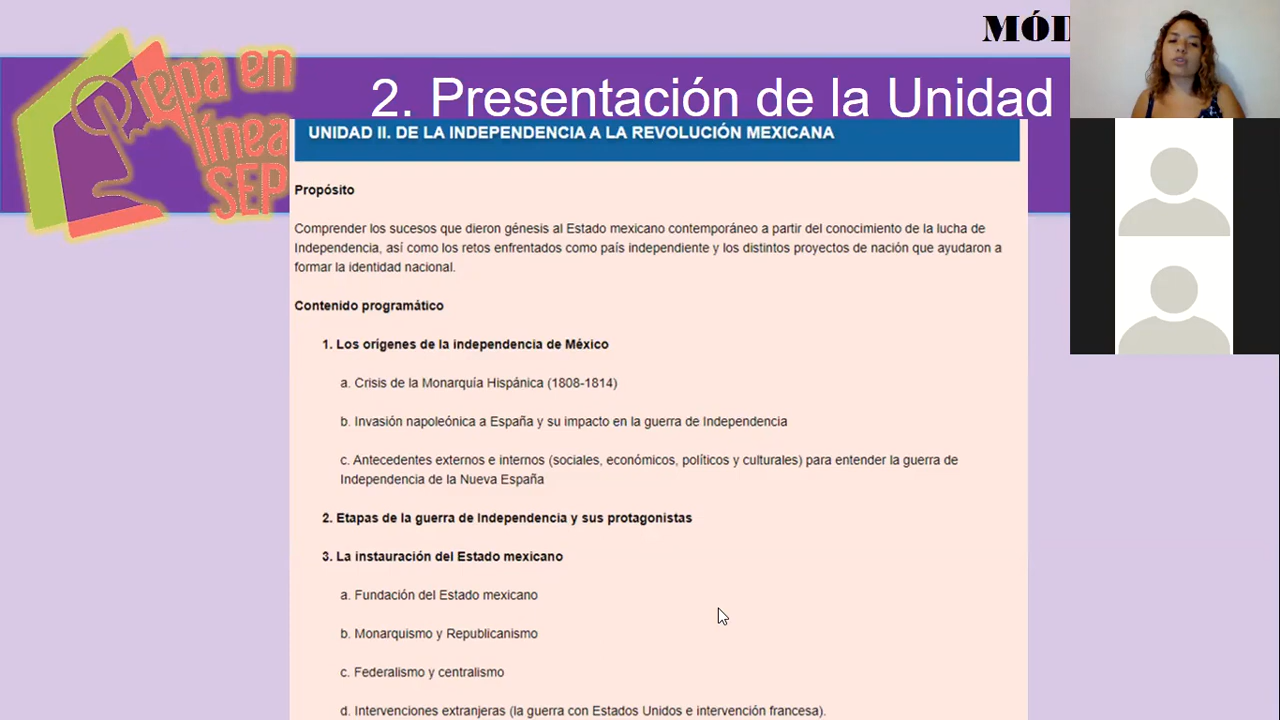 MÓD
Prepa en
línea
SEP
2. Presentación de la Unidad
UNIDAD II. DE LA INDEPENDENCIA A LA REVOLUCIÓN MEXICANA
Propósito
Comprender los sucesos que dieron génesis al Estado mexicano contemporáneo a partir del conocimiento de la lucha de
Independencia, así como los retos enfrentados como país independiente y los distintos proyectos de nación que ayudaron a
formar la identidad nacional.
Contenido programático
1. Los orígenes de la independencia de México
a. Crisis de la Monarquía Hispánica (1808-1814)
b. Invasión napoleónica a España y su impacto en la guerra de Independencia
c. Antecedentes externos e internos (sociales, económicos, políticos y culturales) para entender la guerra de
Independencia de la Nueva España
2. Etapas de la guerra de Independencia y sus protagonistas
3. La instauración del Estado mexicano
a. Fundación del Estado mexicano
b. Monarquismo y Republicanismo
c. Federalismo y centralismo
d. Intervenciones extranjeras (la guerra con Estados Unidos e intervención francesa).